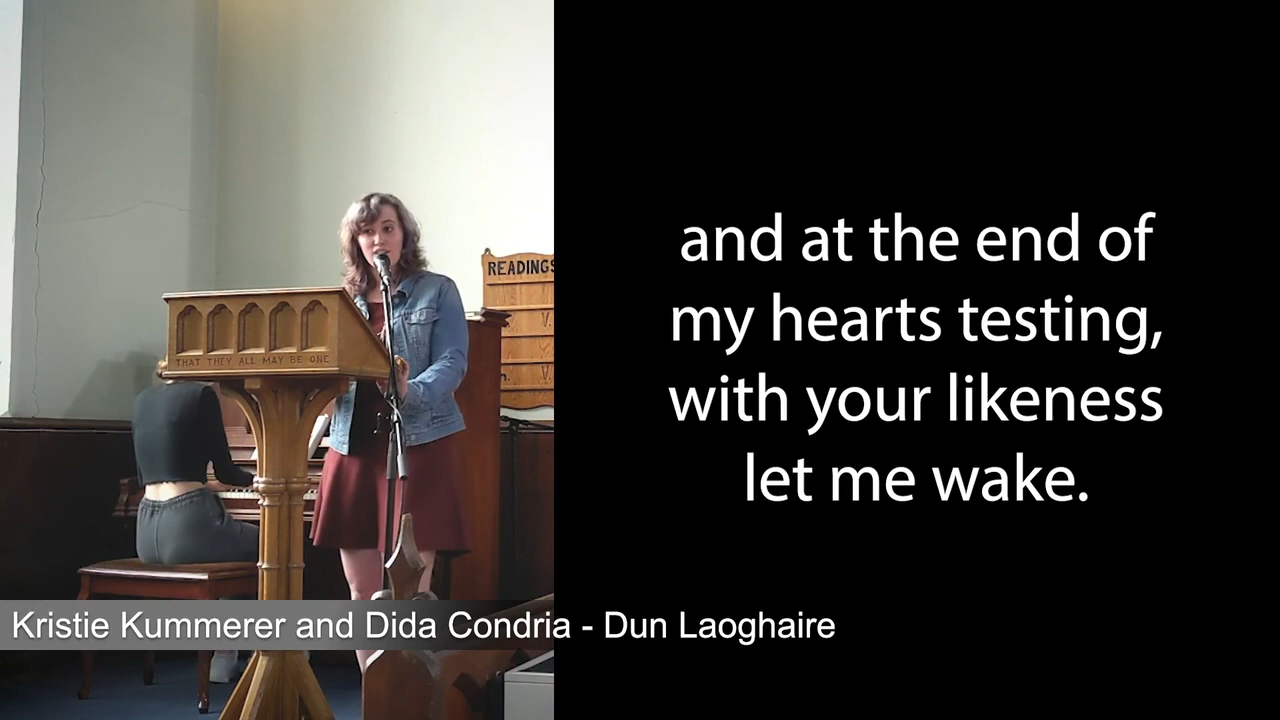 READINGS
V.
THAT THEY ALL MAY BE ONE
V.
and at the end of
my hearts testing,
with your likeness
let me wake.
Kristie Kummerer and Dida Condria - Dun Laoghaire